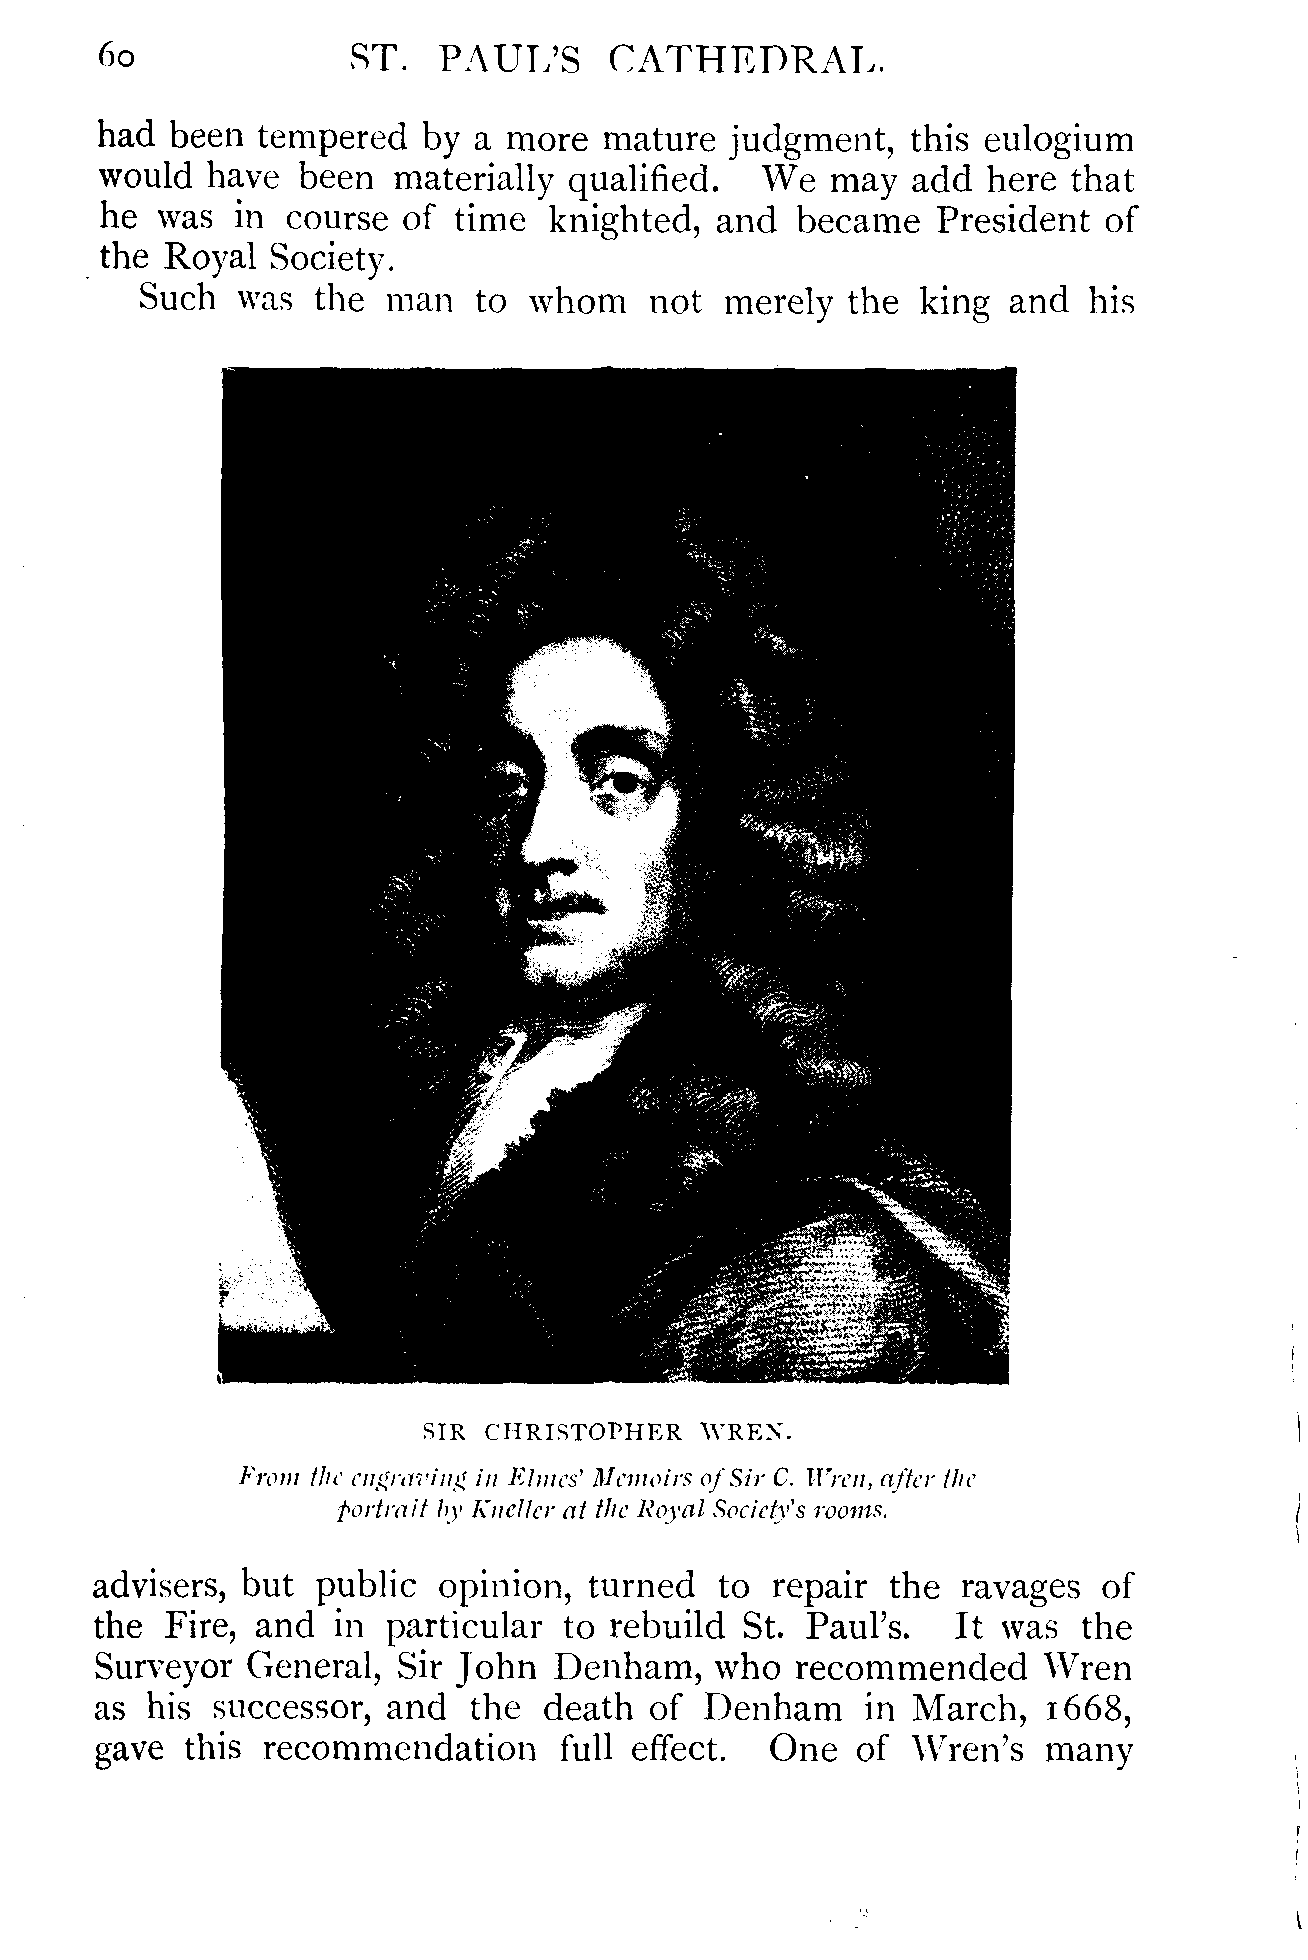 60 ST. PAUL'S CATHEDRAL.
had been tempered by a more mature judgment, this eulogium
would have been materially qualified. We may add here that
he was in course of time knighted, and became President of
the Royal Society.
Such was the man to whom not merely the king and his
SIR CHRISTOPHER WREN.
From the engraving in Elmes' Memoirs of Sir C. Wren, after the
portrait by Kneller at the Royal Society's rooms.
advisers, but public opinion, turned to repair the ravages of
the Fire, and in particular to rebuild St. Paul's. It was the
Surveyor General, Sir John Denham, who recommended Wren
as his successor, and the death of Denham in March, 1668,
gave this recommendation full effect. One of Wren's many